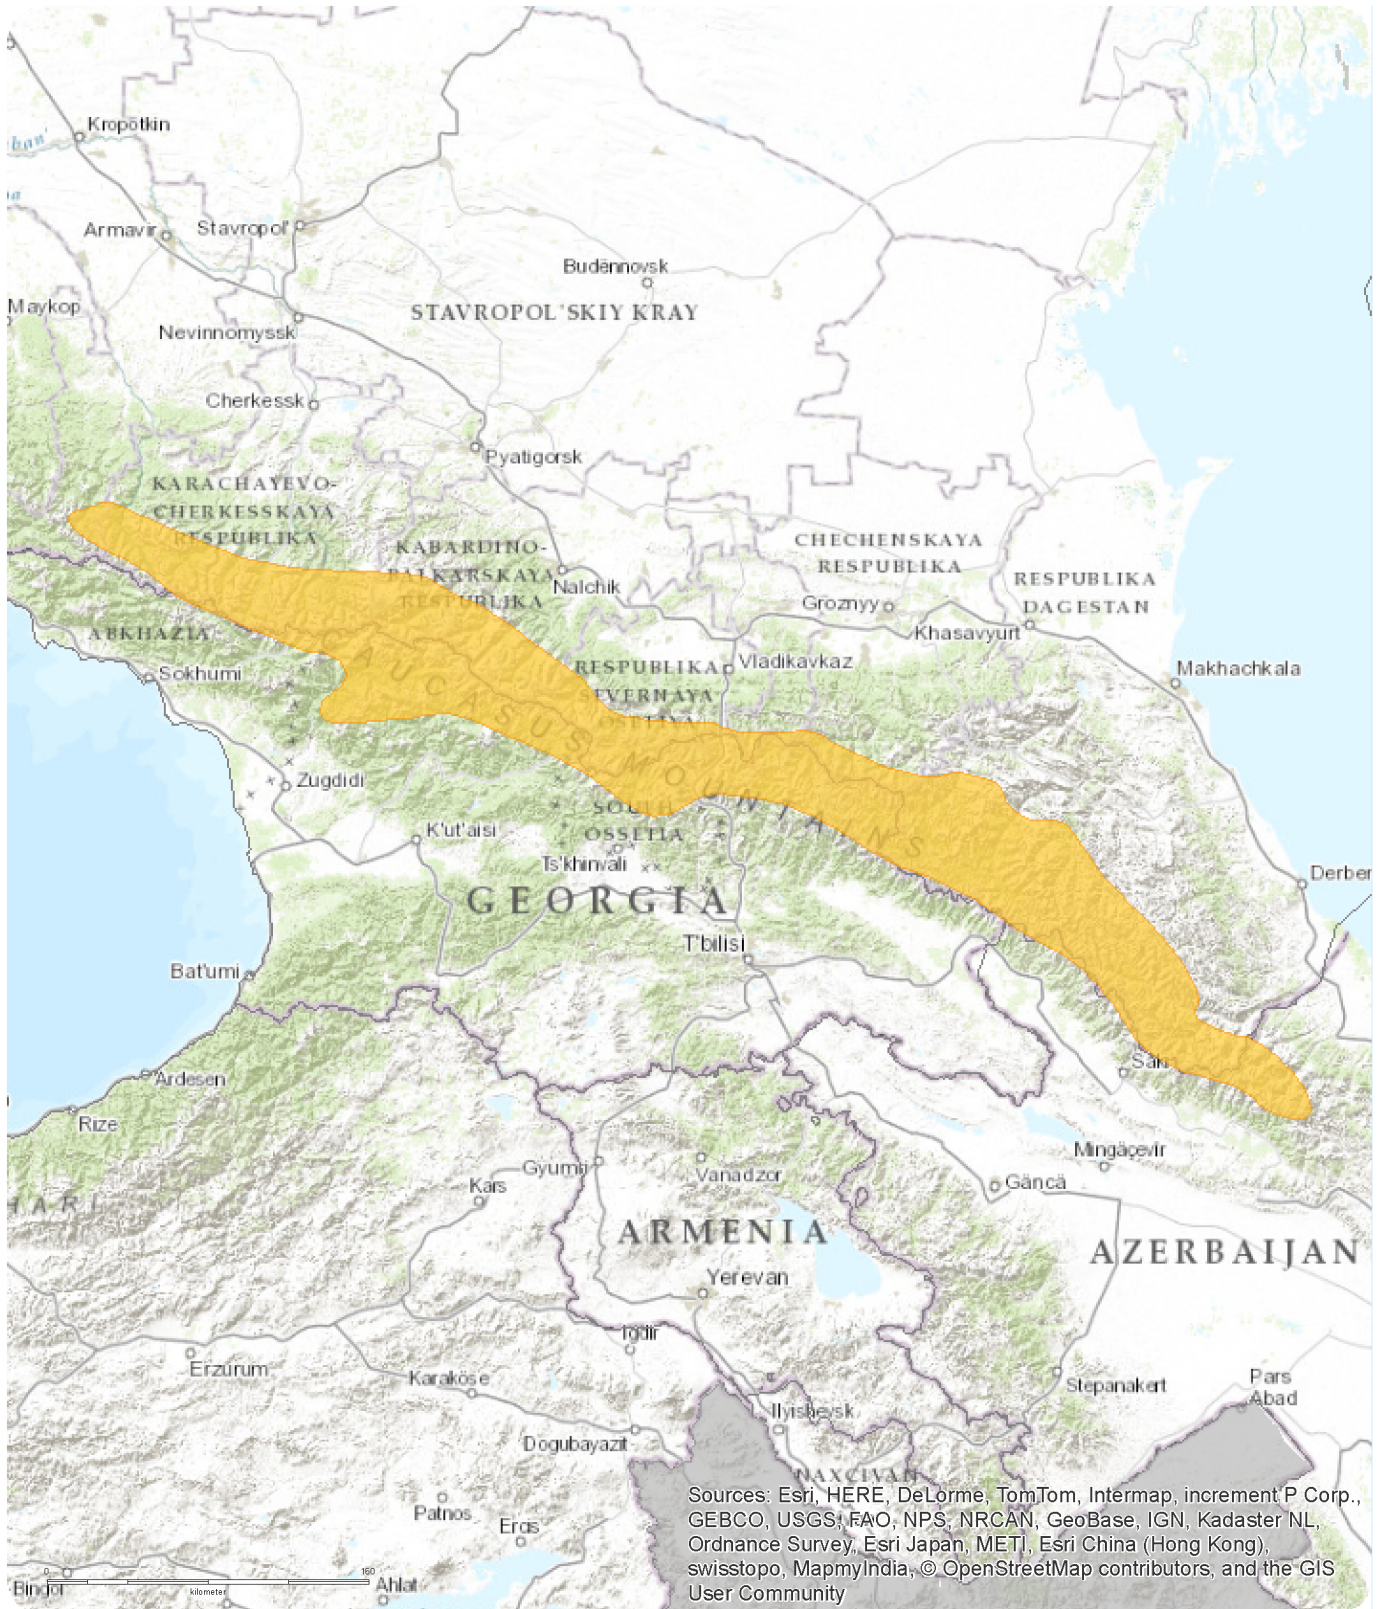 Kropotkin
ban'
Armavir
Stavropol'
Budënnovsk
Maykop
STAVROPOL'SKIY KRAY
Nevinnomyssk
Cherkessk
Pyatigorsk
KARACHAYEVO-
CHERKESSKAYA
RESPUBLIKA
KABARDINO-
BALKARSKAYA
RESPUBLIKA
Nalchik
CHECHENSKAYA
RESPUBLIKA
RESPUBLIKA
DAGESTAN
Groznyy
Khasavyurt
ABKHAZIA
Sokhumi
RESPUBLIKA
SEVERNAYA
OSETIYA
Vladikavkaz
Makhachkala
CAUCASUS MOUNTAINS
Zugdidi
SOUTH
OSSETIA
K'ut'aisi
Ts'khinvali
Derber
GEORGIA
T'bilisi
Bat'umi
Ardesen
Rize
Mingäçevir
Gyumri
Vanadzor
Kars
Gäncä
HARI
ARMENIA
AZERBAIJAN
Yerevan
Igdir
Erzurum
Karaköse
Stepanakert
Pars
Abad
Ilyichevsk
Dogubayazit
NAXCIVAN
Patnos
Ercis
Bingol
Ahlat
0
160
kilometer
Sources: Esri, HERE, DeLorme, TomTom, Intermap, increment P Corp.,
GEBCO, USGS, FAO, NPS, NRCAN, GeoBase, IGN, Kadaster NL,
Ordnance Survey, Esri Japan, METI, Esri China (Hong Kong),
swisstopo, MapmyIndia, © OpenStreetMap contributors, and the GIS
User Community